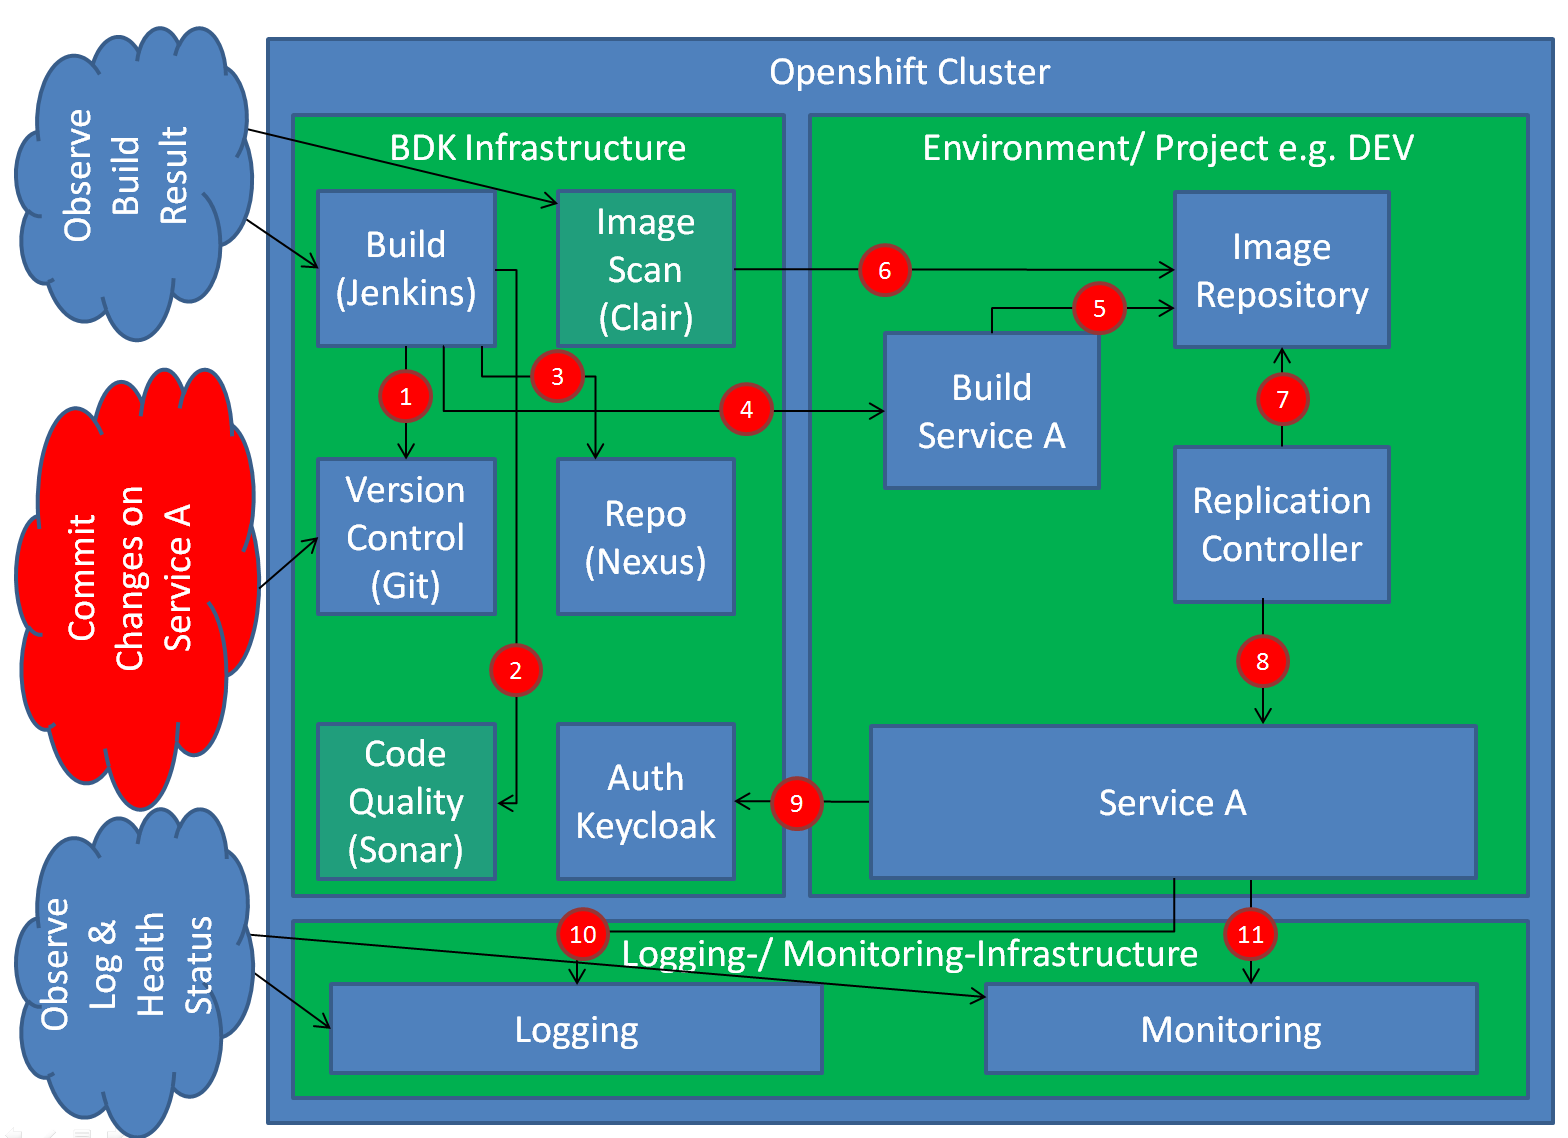 Openshift Cluster
Observe
Build
Result
BDK Infrastructure
Environment/ Project e.g. DEV
Build
(Jenkins)
Image
Scan
(Clair)
Image
Repository
6
5
Build
Service A
1
3
4
7
Commit
Changes on
Service A
Version
Control
(Git)
Repo
(Nexus)
Replication
Controller
2
8
Code
Quality
(Sonar)
Auth
Keycloak
9
Service A
Observe
Log &
Health
Status
10
11
Logging-/ Monitoring-Infrastructure
Logging
Monitoring